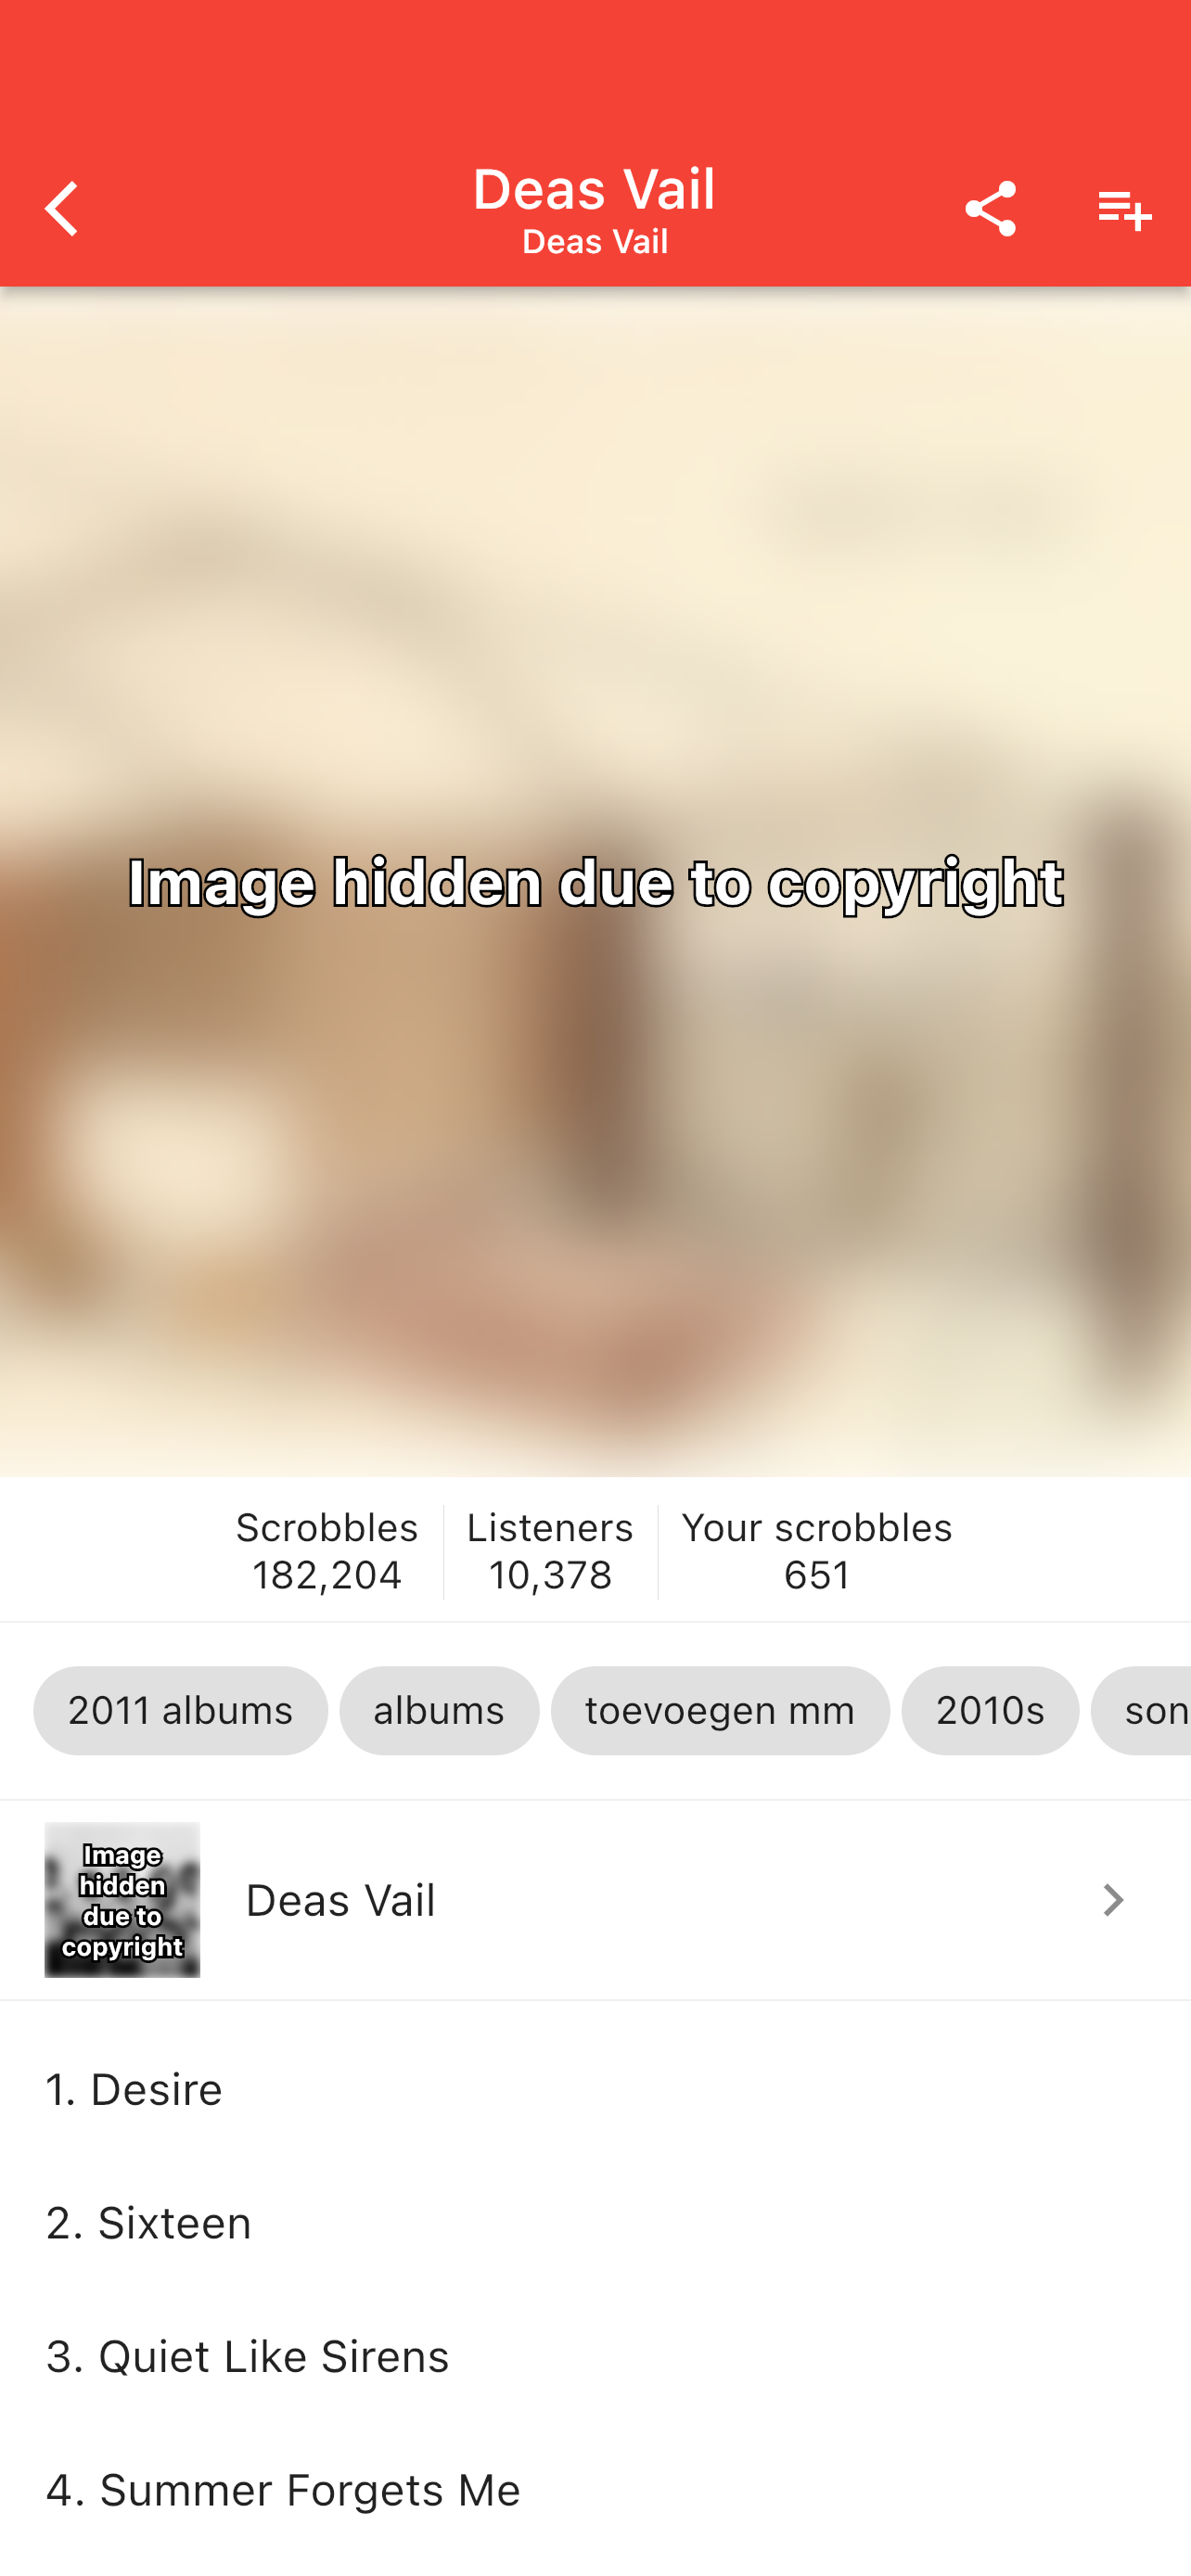 Deas Vail
Deas Vail
Image hidden due to copyright
Scrobbles
182,204
Listeners
10,378
Your scrobbles
651
2011 albums
albums
toevoegen mm
2010s
son
Image
hidden
due to
copyright
Deas Vail
1. Desire
2. Sixteen
3. Quiet Like Sirens
4. Summer Forgets Me